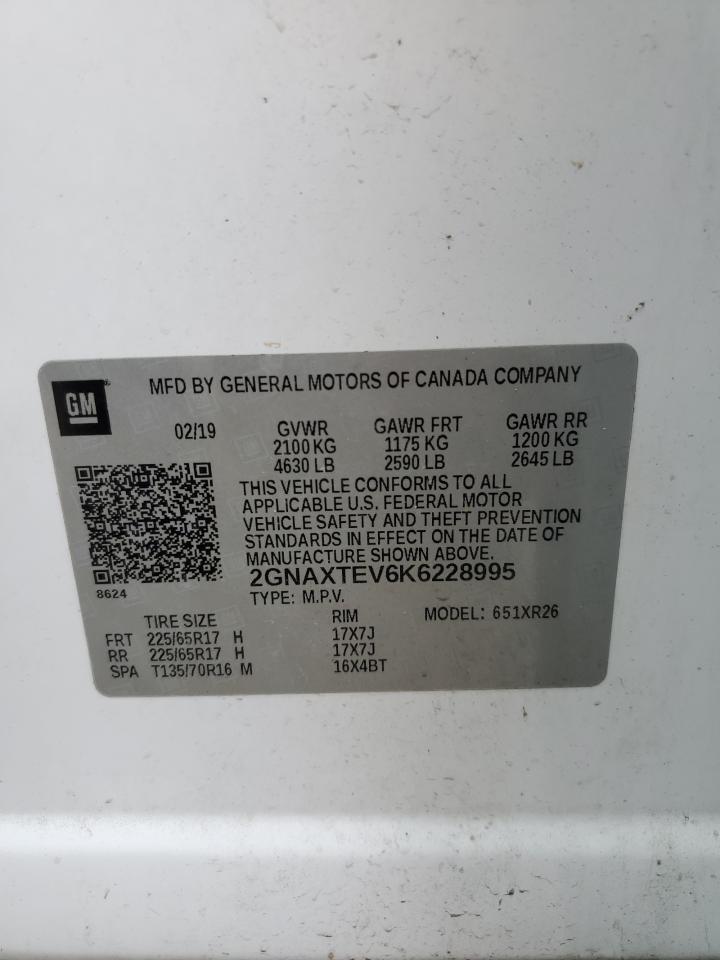 GM ®
MFD BY GENERAL MOTORS OF CANADA COMPANY
02/19 GVWR GAWR FRT GAWR RR
2100 KG 1175 KG 1200 KG
4630 LB 2590 LB 2645 LB
THIS VEHICLE CONFORMS TO ALL
APPLICABLE U.S. FEDERAL MOTOR
VEHICLE SAFETY AND THEFT PREVENTION
STANDARDS IN EFFECT ON THE DATE OF
MANUFACTURE SHOWN ABOVE.
2GNAXTEV6K6228995
8624
TYPE: M.P.V.
TIRE SIZE RIM MODEL: 651XR26
FRT 225/65R17 H 17X7J
RR 225/65R17 H 17X7J
SPA T135/70R16 M 16X4BT